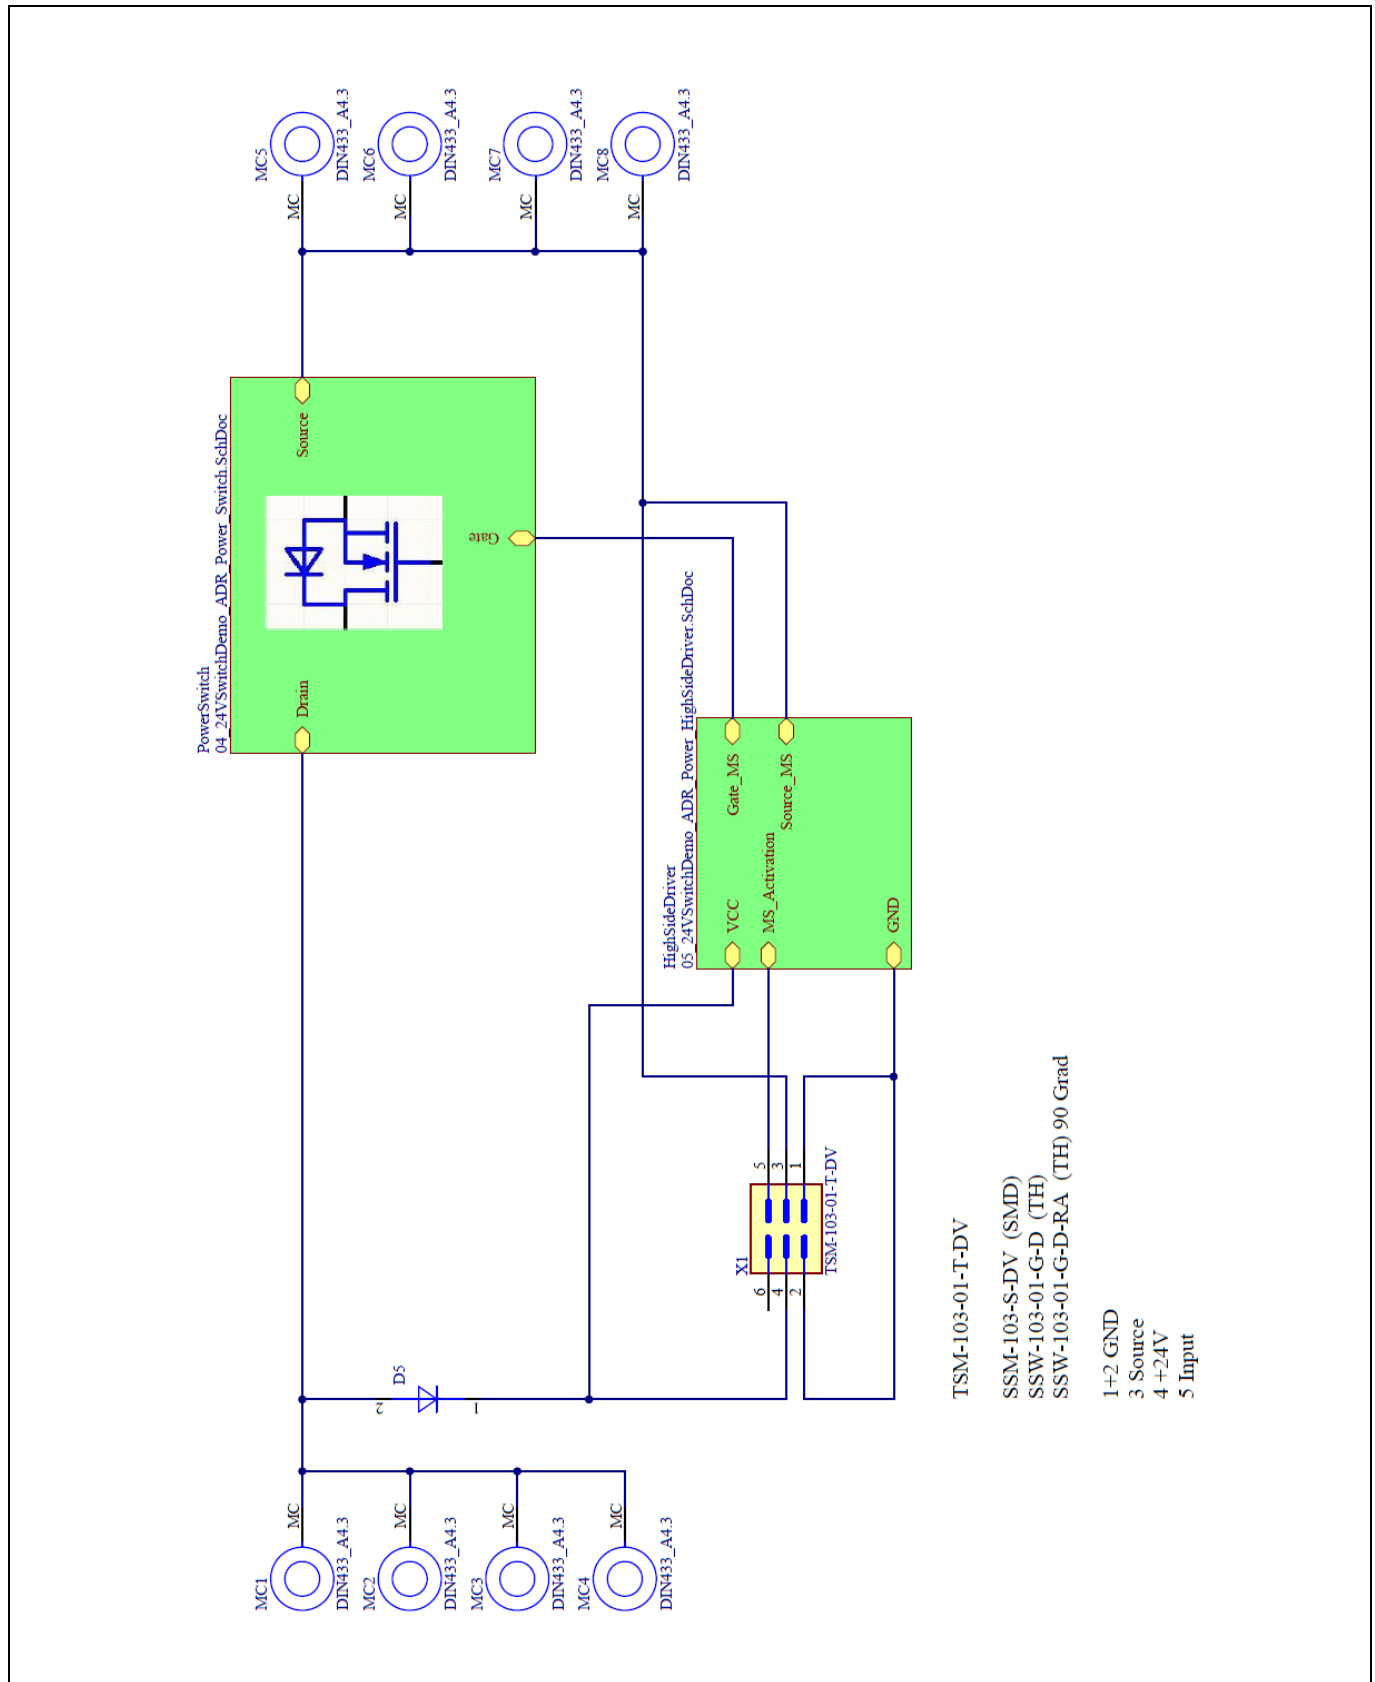 MC5
DIN433_A4.3
MC
MC6
DIN433_A4.3
MC
MC7
DIN433_A4.3
MC
MC8
DIN433_A4.3
MC
PowerSwitch
04_24VSwitchDemo_ADR_Power_Switch.SchDoc
Source
Gate
Drain
HighSideDriver
05_24VSwitchDemo_ADR_Power_HighSideDriver.SchDoc
Gate_MS
Source_MS
VCC
MS_Activation
GND
X1
TSM-103-01-T-DV
5
3
1
6
4
2
D5
2
1
MC1
DIN433_A4.3
MC
MC2
DIN433_A4.3
MC
MC3
DIN433_A4.3
MC
MC4
DIN433_A4.3
MC
TSM-103-01-T-DV
SSM-103-S-DV (SMD)
SSW-103-01-G-D (TH)
SSW-103-01-G-D-RA (TH) 90 Grad
1+2 GND
3 Source
4 +24V
5 Input